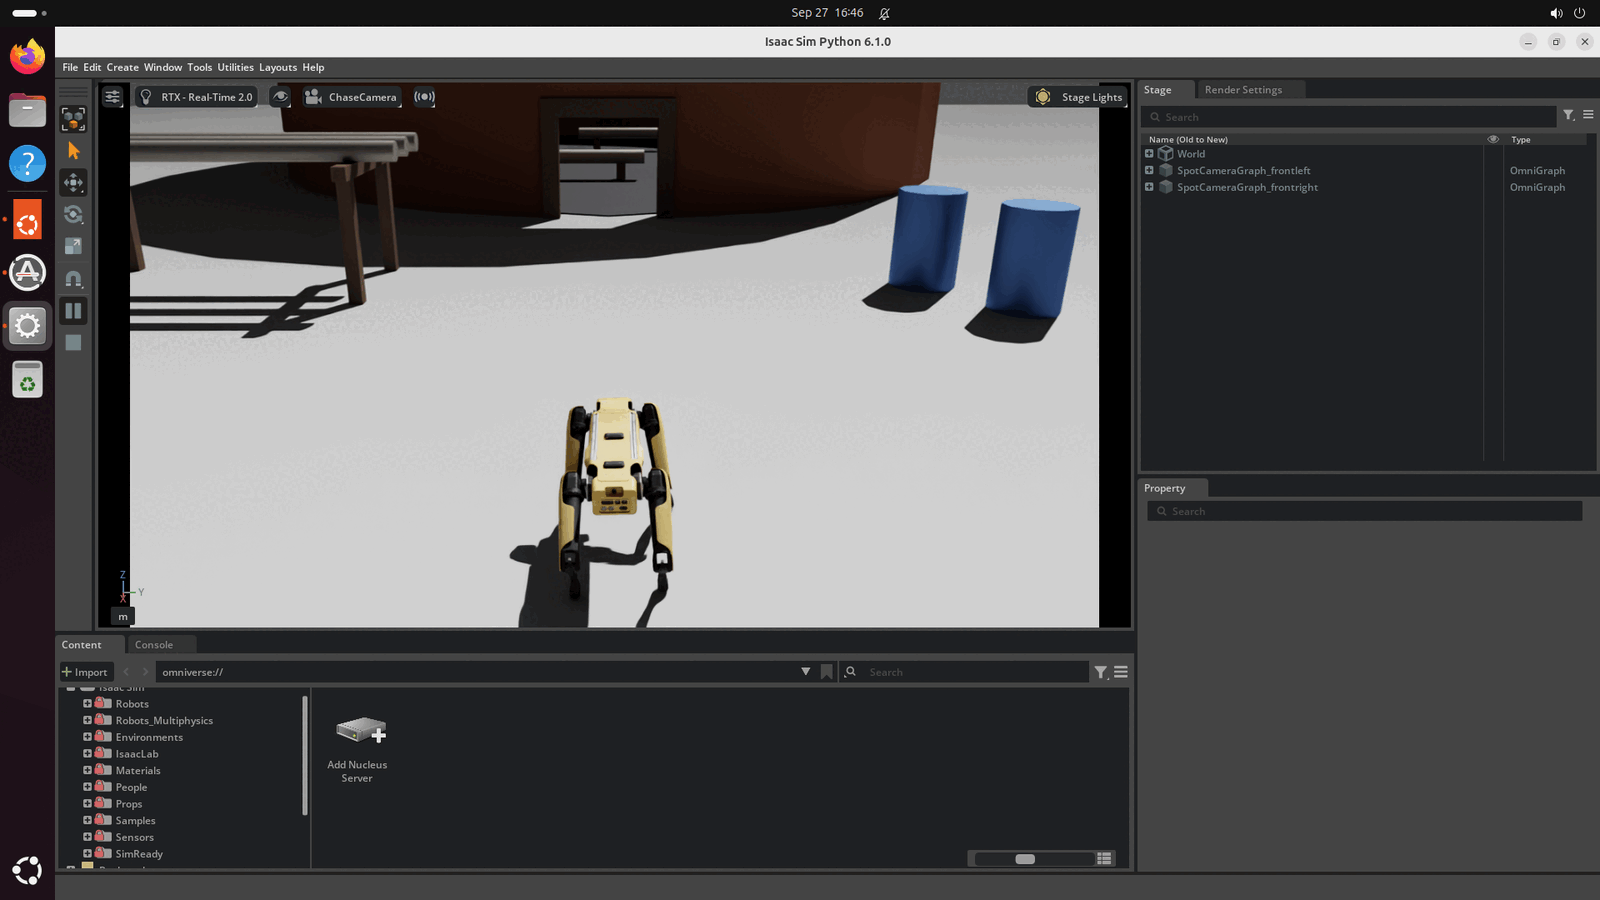 Sep 27 16:46
Isaac Sim Python 6.1.0
File Edit Create Window Tools Utilities Layouts Help
RTX - Real-Time 2.0
ChaseCamera
Stage Lights
Z
Y
X
m
Stage
Render Settings
Search
Name (Old to New)
Type
World
SpotCameraGraph_frontleft
OmniGraph
SpotCameraGraph_frontright
OmniGraph
Property
Search
Content
Console
Import
omniverse://
Search
Isaac Sim
Robots
Robots_Multiphysics
Environments
IsaacLab
Materials
People
Props
Samples
Sensors
SimReady
Add Nucleus
Server